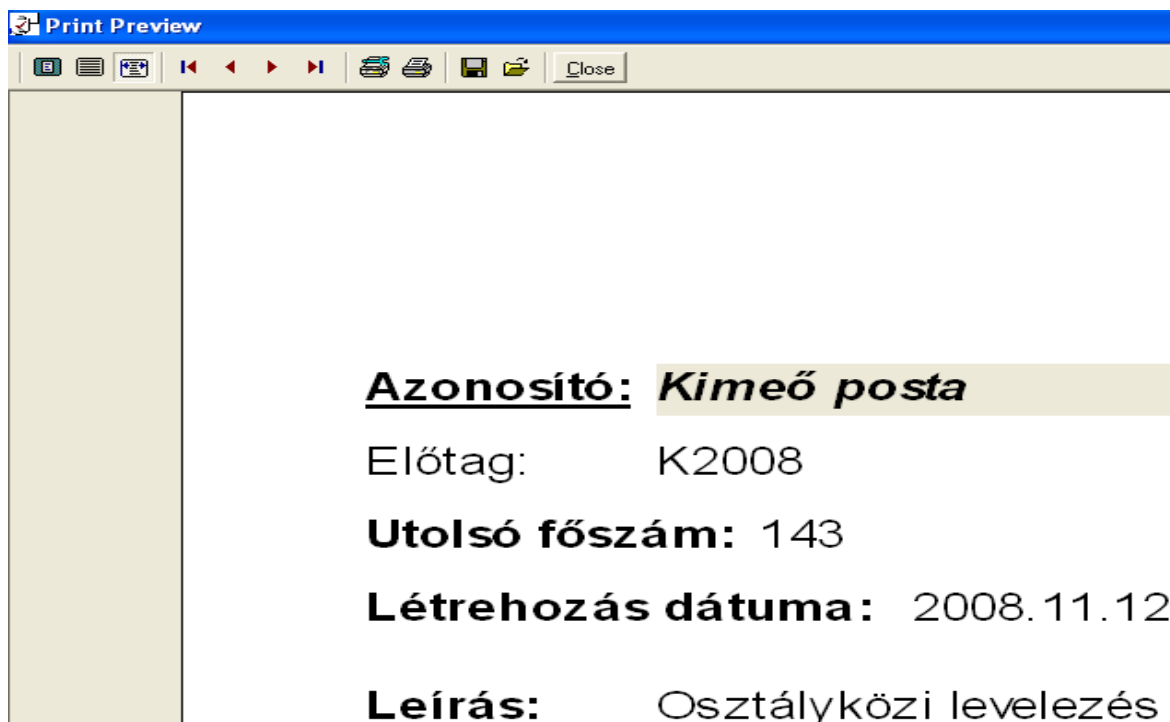 Print Preview
Close
Azonosító: Kimeő posta
Előtag: K2008
Utolsó főszám: 143
Létrehozás dátuma: 2008.11.12
Leírás: Osztályközi levelezés